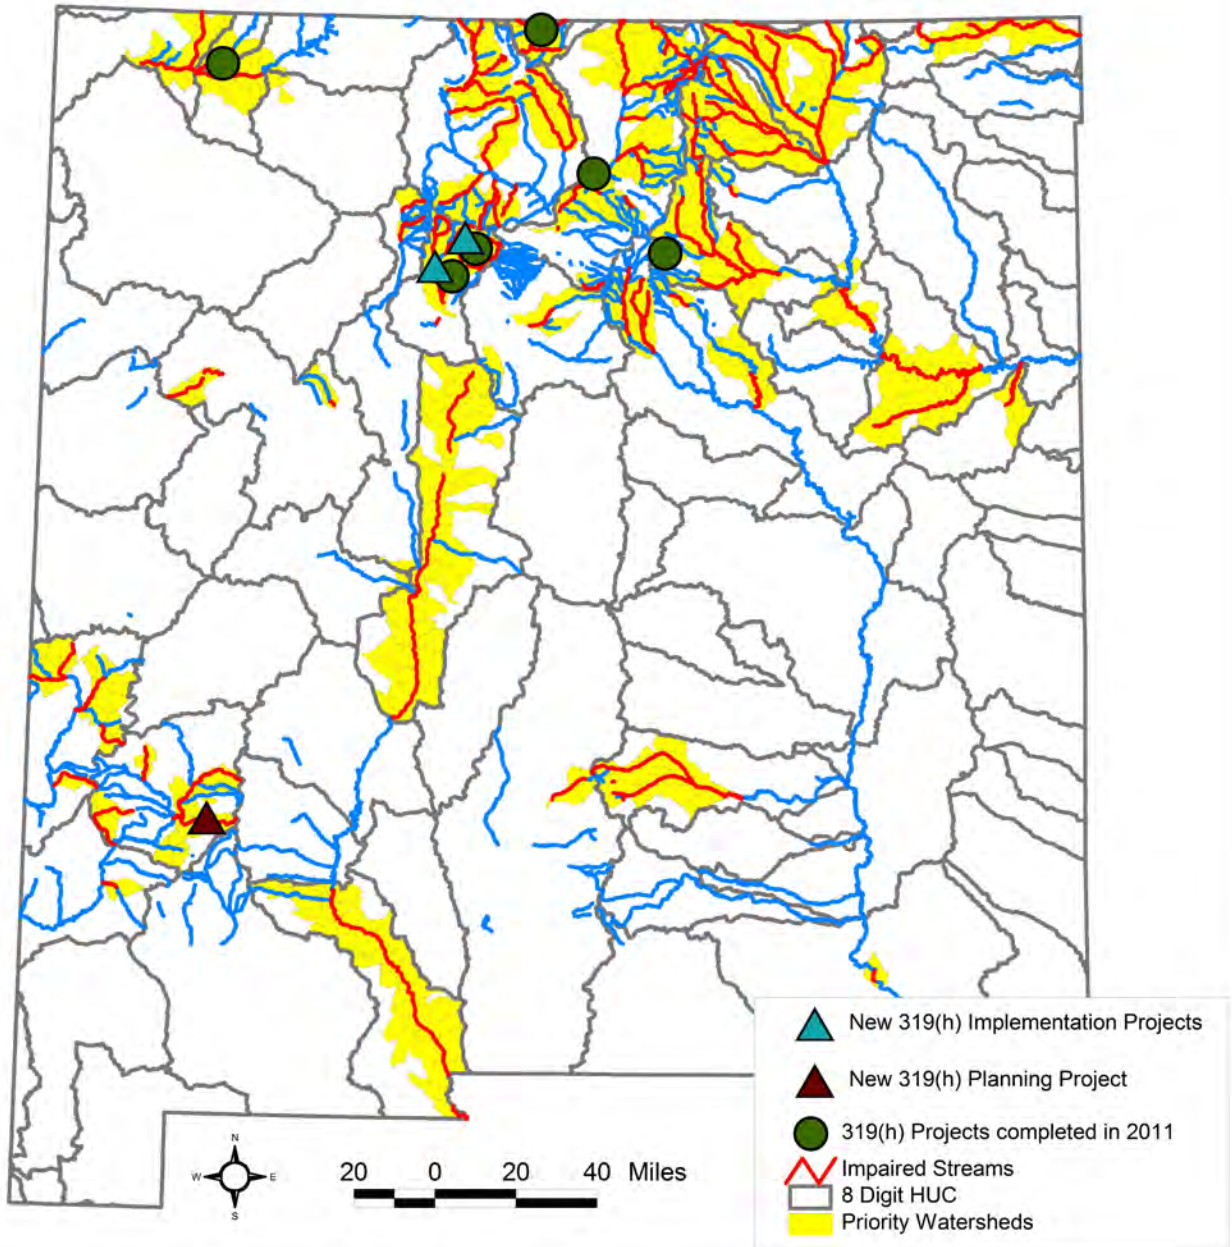 New 319(h) Implementation Projects
New 319(h) Planning Project
319(h) Projects completed in 2011
Impaired Streams
8 Digit HUC
Priority Watersheds
N
W E
S
20 0 20 40 Miles